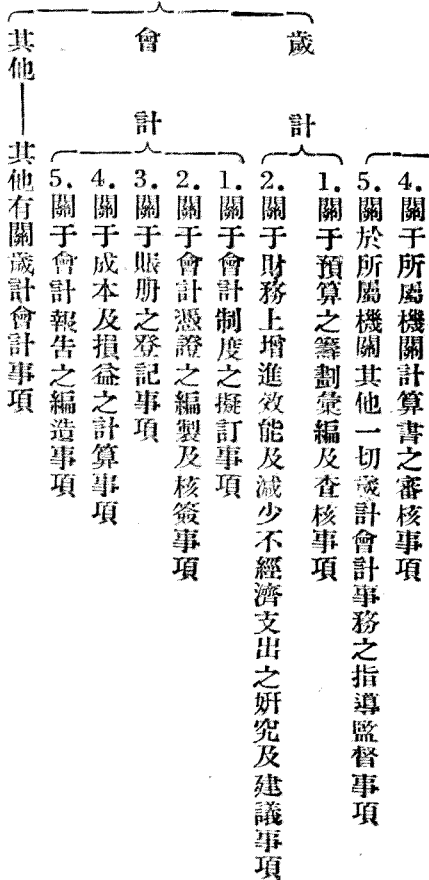 4.關于所屬機關計算書之審核事項
5.關於所屬機關其他一切歲計會計事務之指導監督事項
歲計
1.關于預算之籌劃彙編及查核事項
2.關于財務上增進效能及減少不經濟支出之姸究及建議事項
會計
1.關于會計制度之擬訂事項
2.關于會計憑證之編製及核簽事項
3.關于賬册之登記事項
4.關于成本及損益之計算事項
5.關于會計報告之編造事項
其他——其他有關歲計會計事項